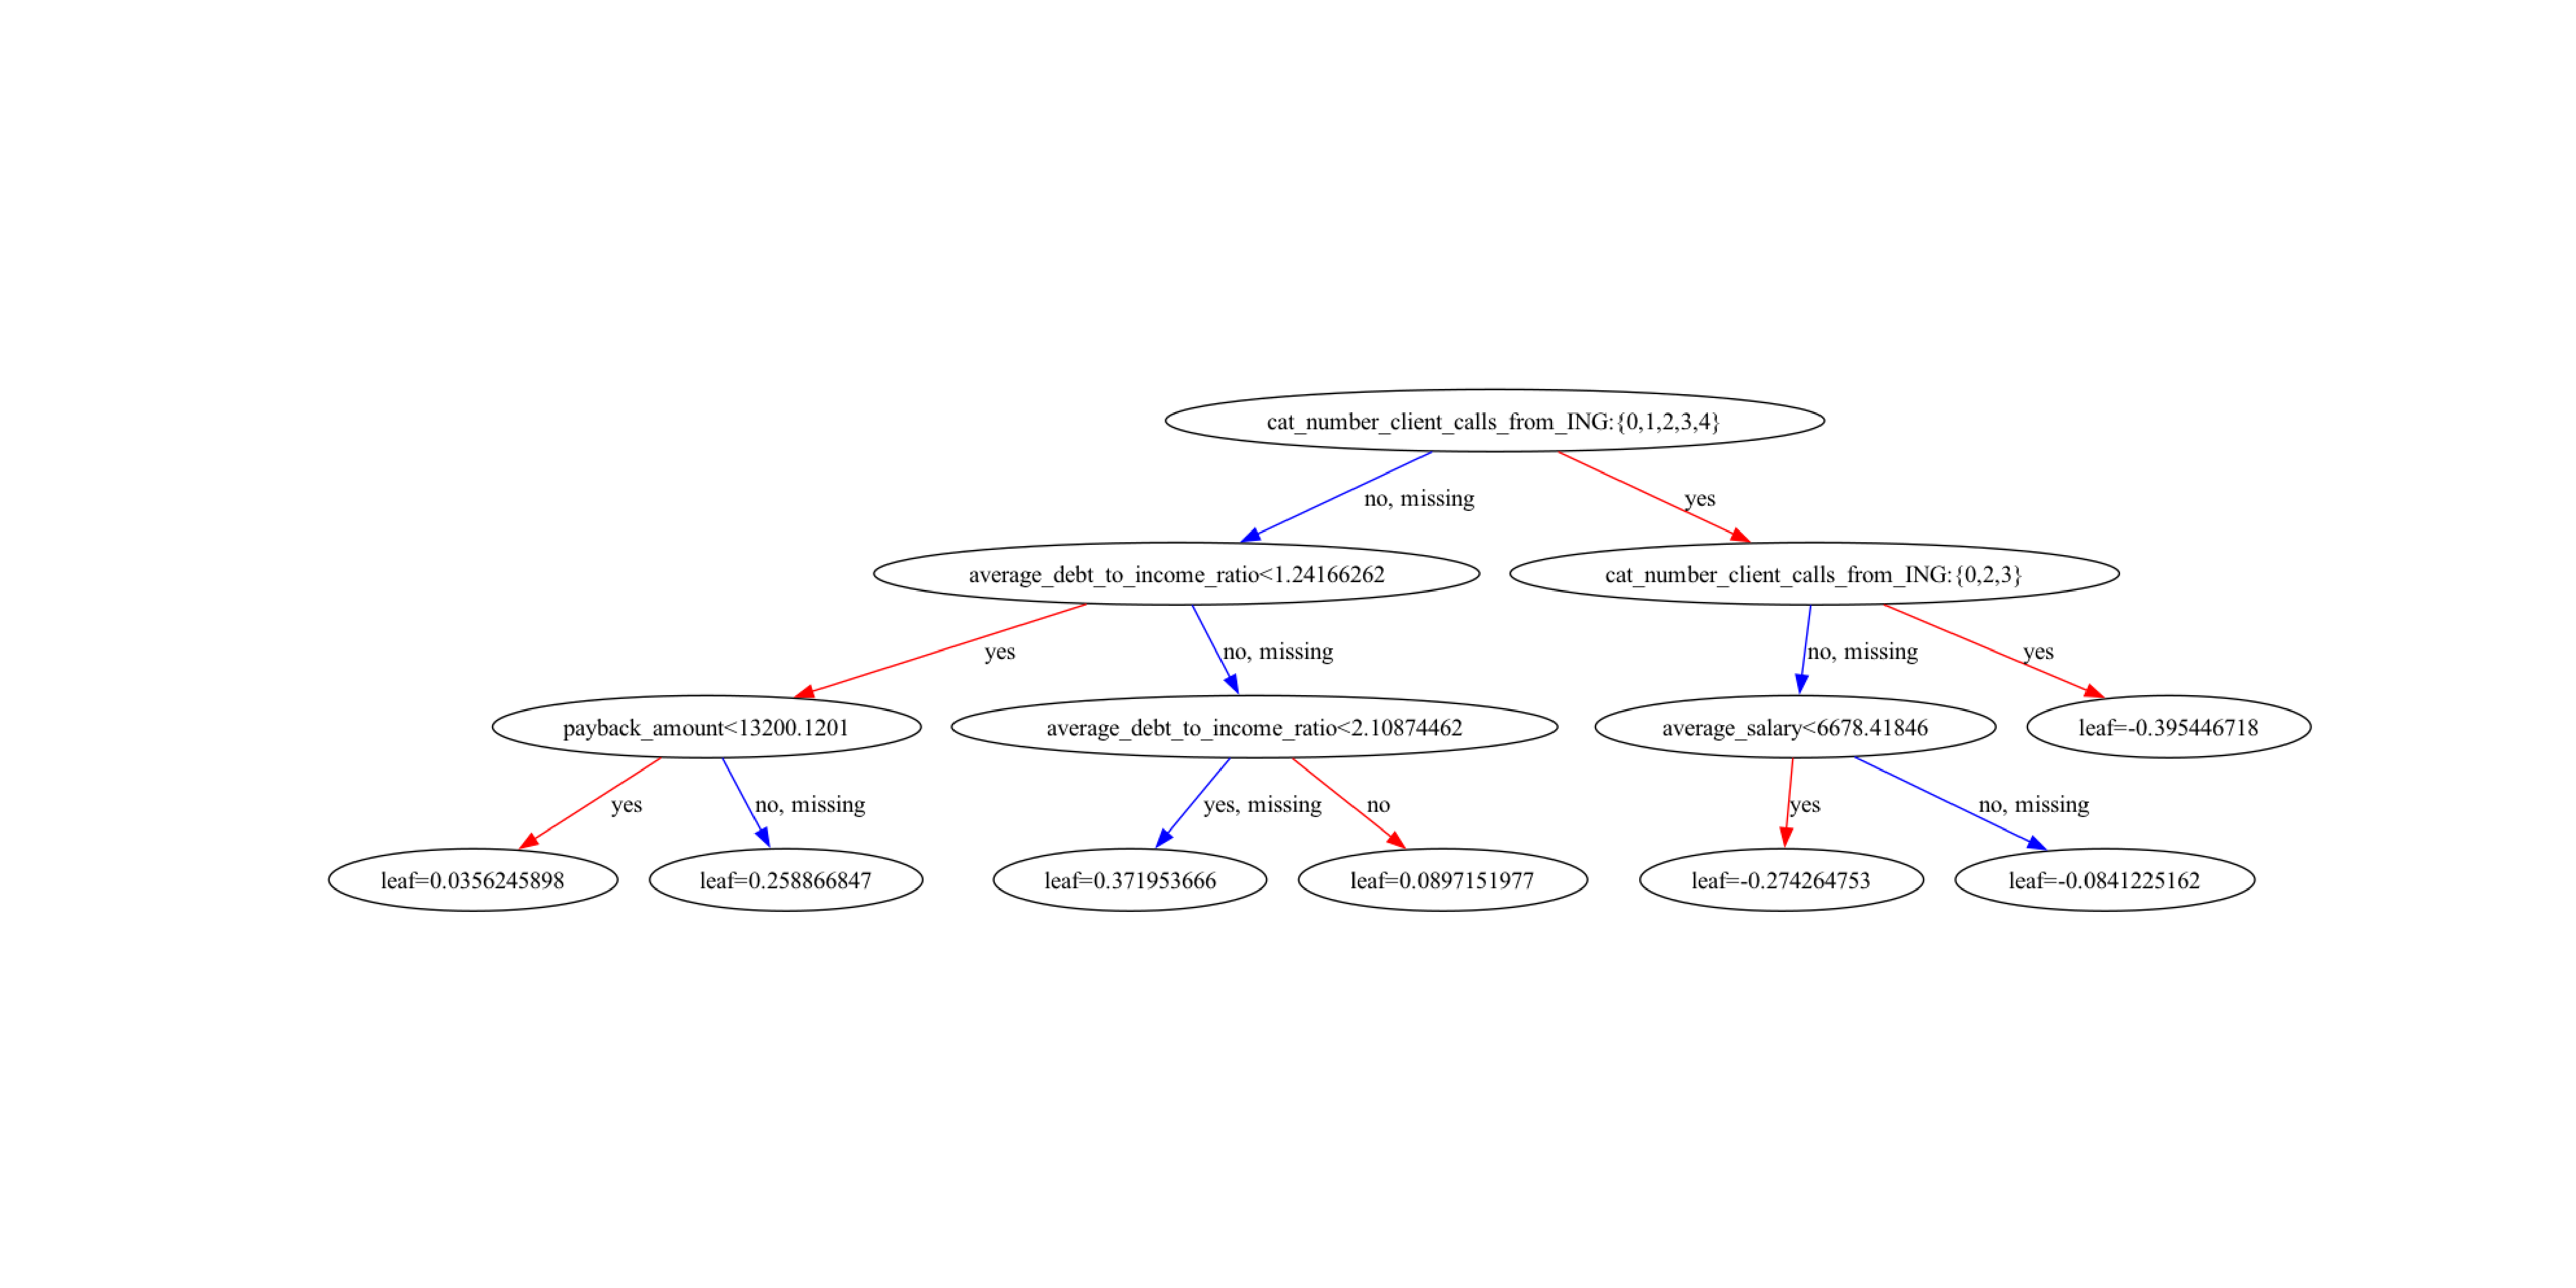 cat_number_client_calls_from_ING:{0,1,2,3,4}
no, missing
yes
average_debt_to_income_ratio<1.24166262
cat_number_client_calls_from_ING:{0,2,3}
yes
no, missing
no, missing
yes
payback_amount<13200.1201
average_debt_to_income_ratio<2.10874462
average_salary<6678.41846
leaf=-0.395446718
yes
no, missing
yes, missing
no
yes
no, missing
leaf=0.0356245898
leaf=0.258866847
leaf=0.371953666
leaf=0.0897151977
leaf=-0.274264753
leaf=-0.0841225162